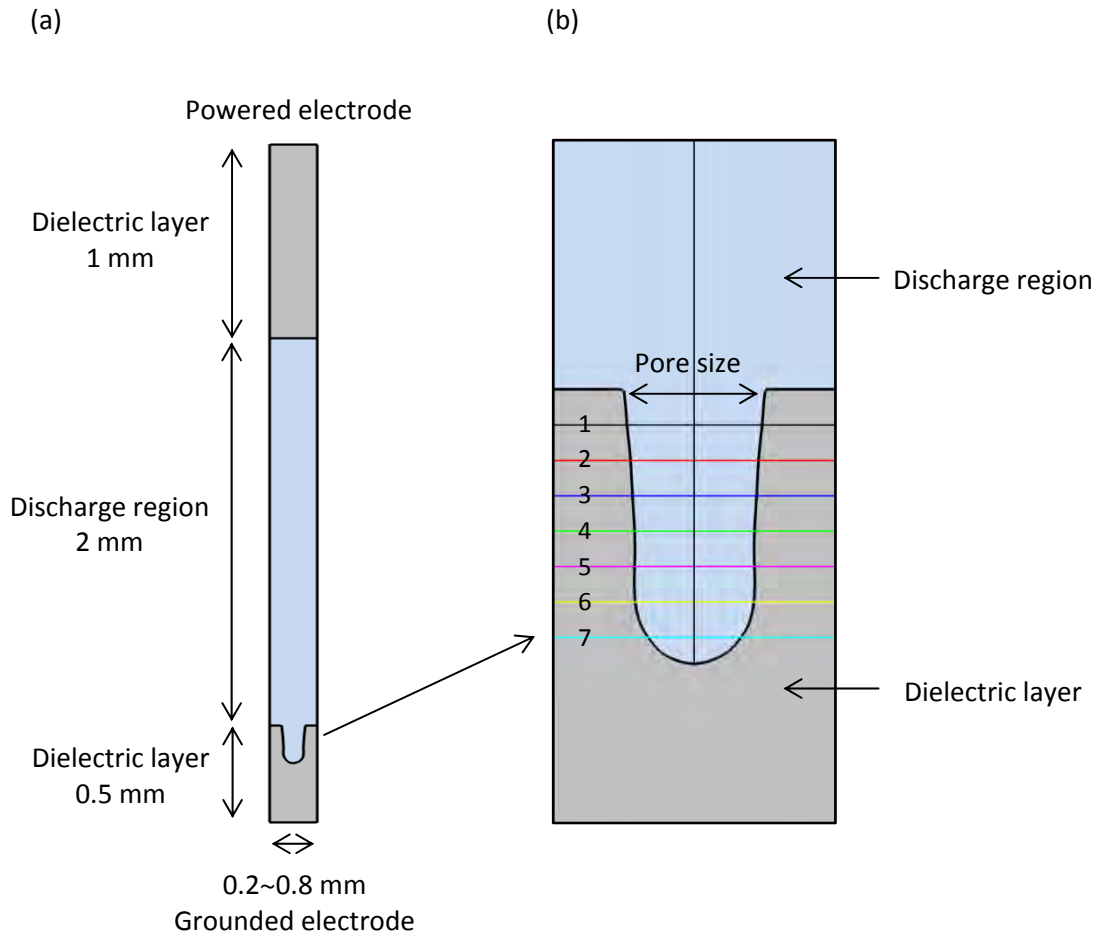 (a)
(b)
Powered electrode
Dielectric layer
1 mm
Discharge region
2 mm
Dielectric layer
0.5 mm
0.2~0.8 mm
Grounded electrode
Discharge region
Pore size
1
2
3
4
5
6
7
Dielectric layer